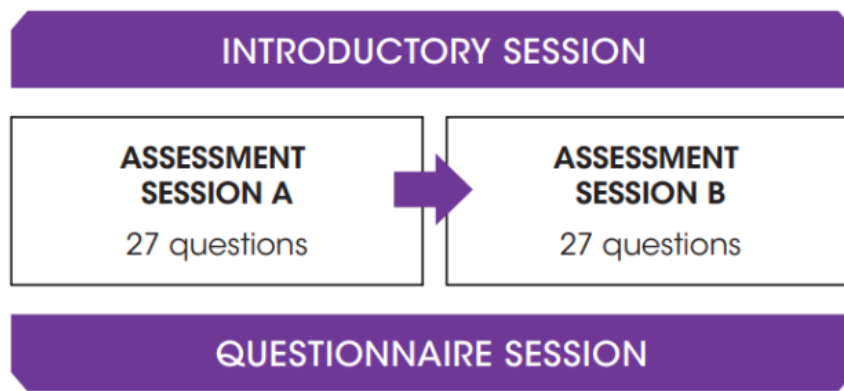 INTRODUCTORY SESSION
ASSESSMENT
SESSION A
27 questions
ASSESSMENT
SESSION B
27 questions
QUESTIONNAIRE SESSION